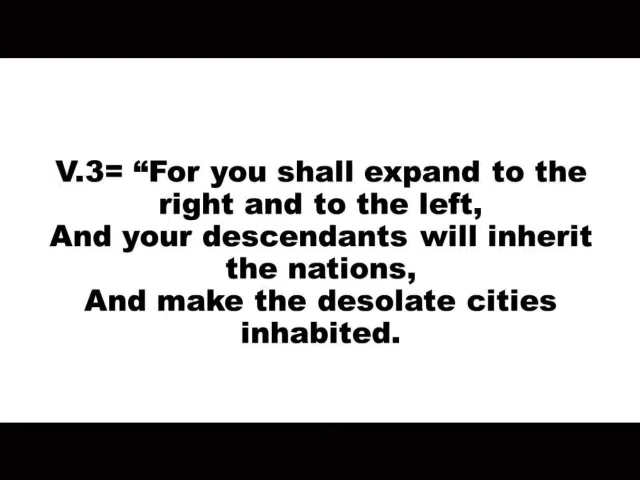 V.3= “For you shall expand to the
right and to the left,
And your descendants will inherit
the nations,
And make the desolate cities
inhabited.